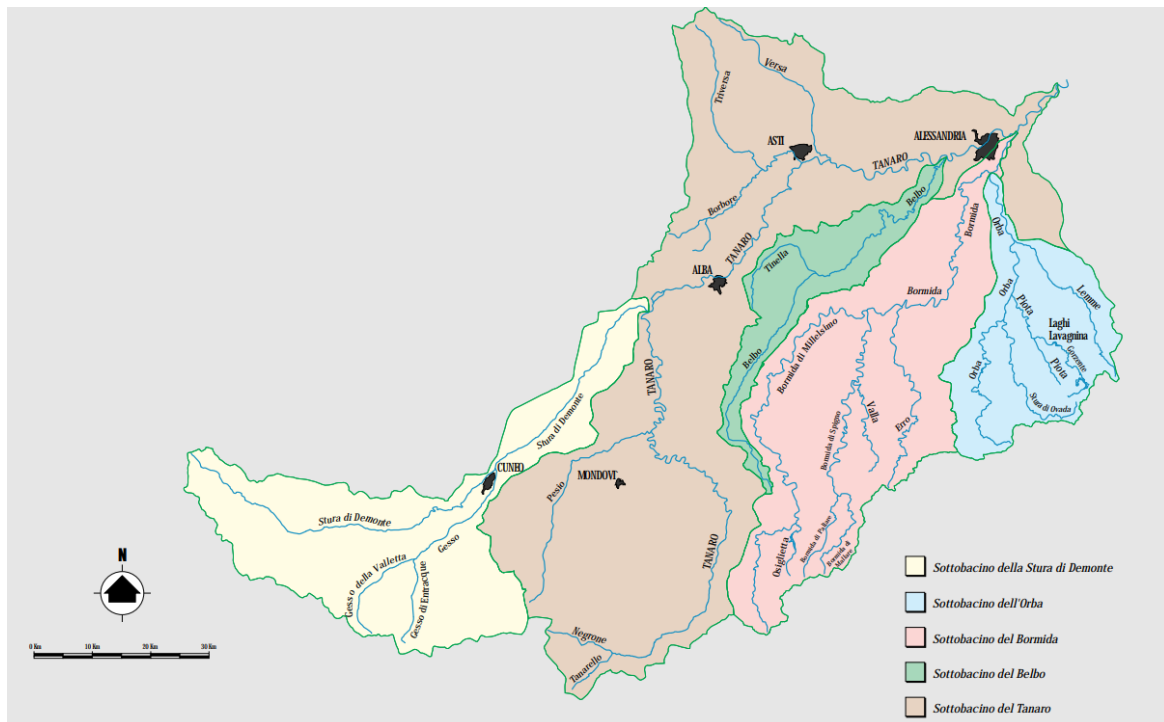 Versa
Triversa
ASTI
ALESSANDRIA
TANARO
Borbore
Belbo
Bormida
Orba
TANARO
Tinella
ALBA
Bormida
Orba
Piota
Lemme
Laghi
Lavagnina
Gorzente
Piota
Orba
Stura di Ovada
Bormida di Millelsimo
Belbo
TANARO
Valla
Erro
Bormida di Spigno
Stura di Demonte
CUNEO
MONDOVI
Pesio
Stura di Demonte
Gesso
TANARO
Osiglietta
Bormida di Pallare
Bormida di
Mallare
Gesso della Valletta
Gesso di Entracque
Negrone
Tanarello
N
0 Km 10 Km 20 Km 30 Km
Sottobacino della Stura di Demonte
Sottobacino dell'Orba
Sottobacino del Bormida
Sottobacino del Belbo
Sottobacino del Tanaro